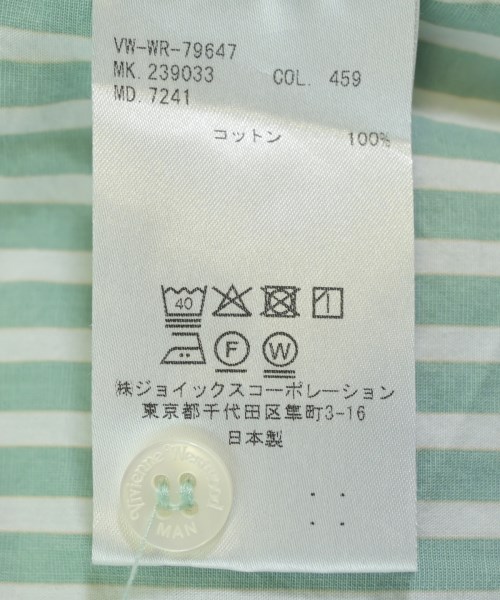 VW-WR-79647
MK. 239033 COL. 459
MD. 7241
コットン 100%
40
F W
㈱ジョイックスコーポレーション
東京都千代田区隼町3-16
日本製
Vivienne Westwood
MAN